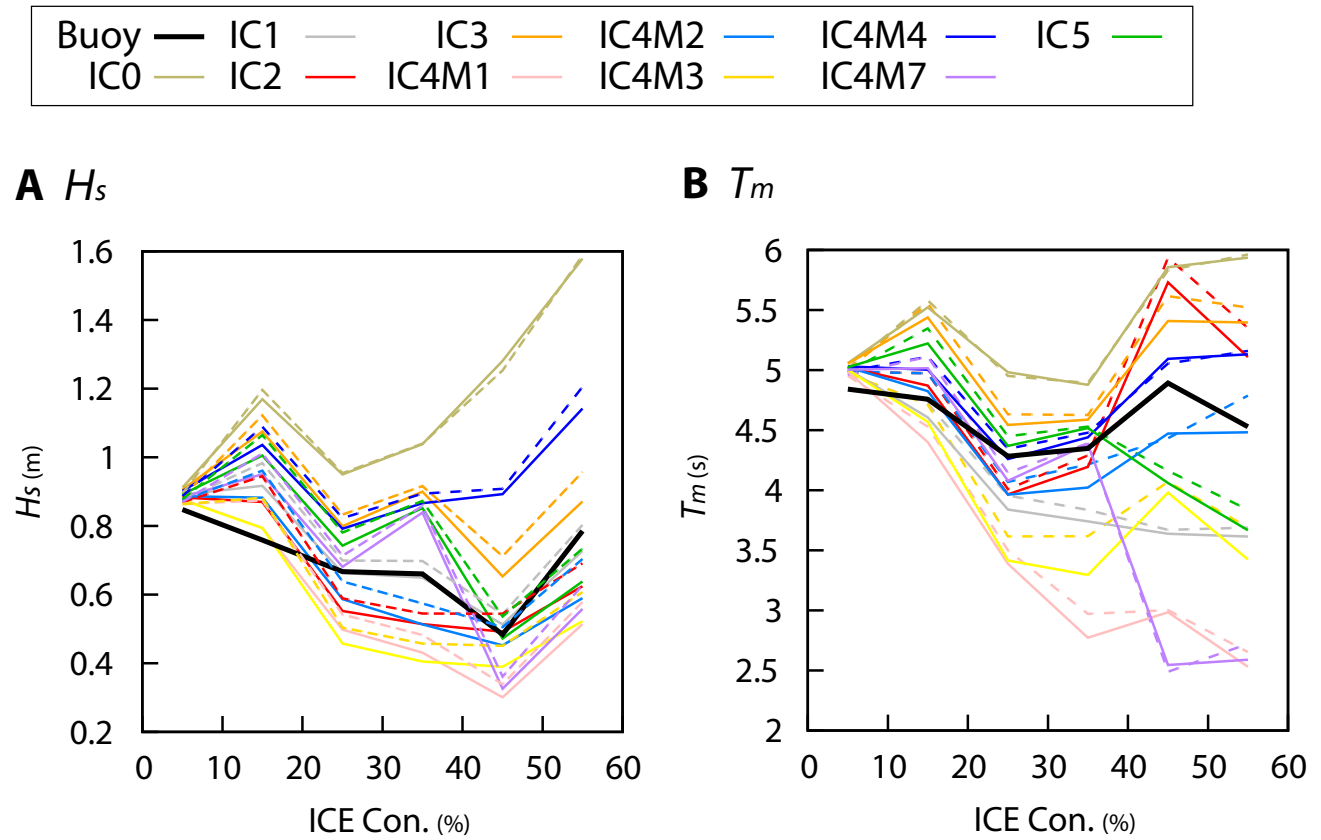 Buoy IC1 IC3 IC4M2 IC4M4 IC5
IC0 IC2 IC4M1 IC4M3 IC4M7
A Hs
B Tm
1.6
1.4
1.2
1
0.8
0.6
0.4
0.2
Hs (m)
0 10 20 30 40 50 60
ICE Con. (%)
6
5.5
5
4.5
4
3.5
3
2.5
2
Tm (s)
0 10 20 30 40 50 60
ICE Con. (%)